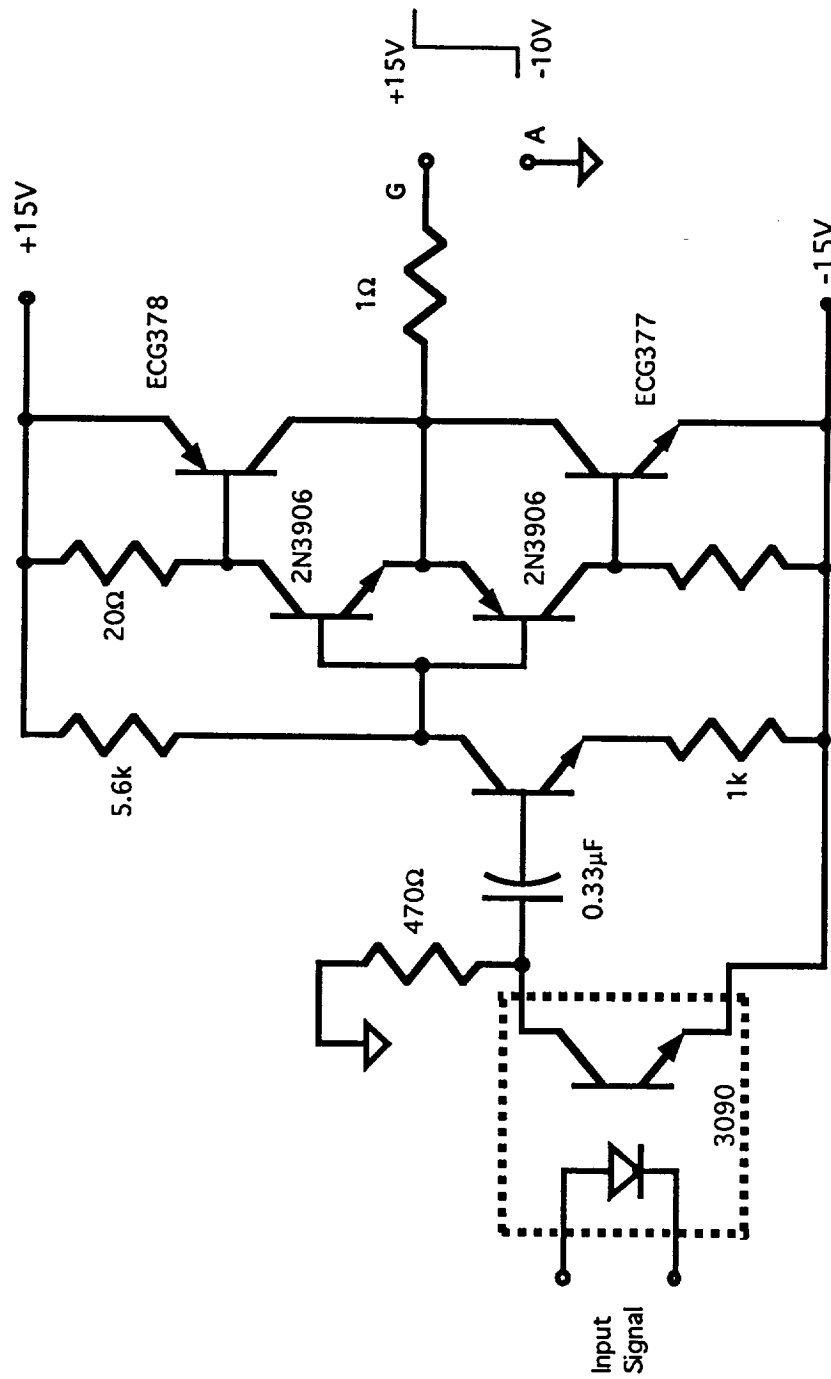 +15V
ECG378
20Ω
2N3906
5.6k
470Ω
0.33µF
1Ω
G
+15V
-10V
A
2N3906
ECG377
1k
-15V
3090
Input
Signal